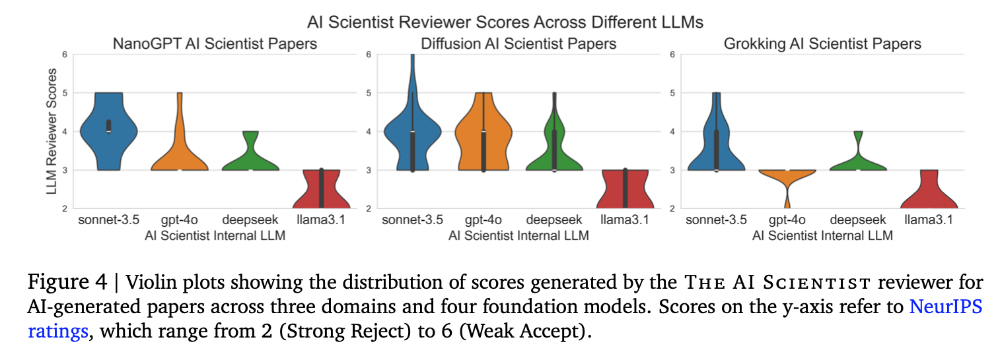 AI Scientist Reviewer Scores Across Different LLMs
NanoGPT AI Scientist Papers
LLM Reviewer Scores
6
5
4
3
2
sonnet-3.5 gpt-4o deepseek llama3.1
AI Scientist Internal LLM
Diffusion AI Scientist Papers
6
5
4
3
2
sonnet-3.5 gpt-4o deepseek llama3.1
AI Scientist Internal LLM
Grokking AI Scientist Papers
6
5
4
3
2
sonnet-3.5 gpt-4o deepseek llama3.1
AI Scientist Internal LLM
Figure 4 | Violin plots showing the distribution of scores generated by the THE AI SCIENTIST reviewer for
AI-generated papers across three domains and four foundation models. Scores on the y-axis refer to NeurIPS
ratings, which range from 2 (Strong Reject) to 6 (Weak Accept).